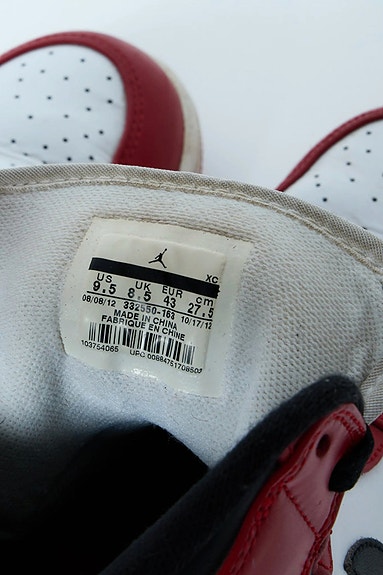 XC
US UK EUR cm
9.5 8.5 43 27.5
08/08/12 332550-163 10/17/12
MADE IN CHINA
FABRIQUE EN CHINE
103754065 UPC 00884751708503